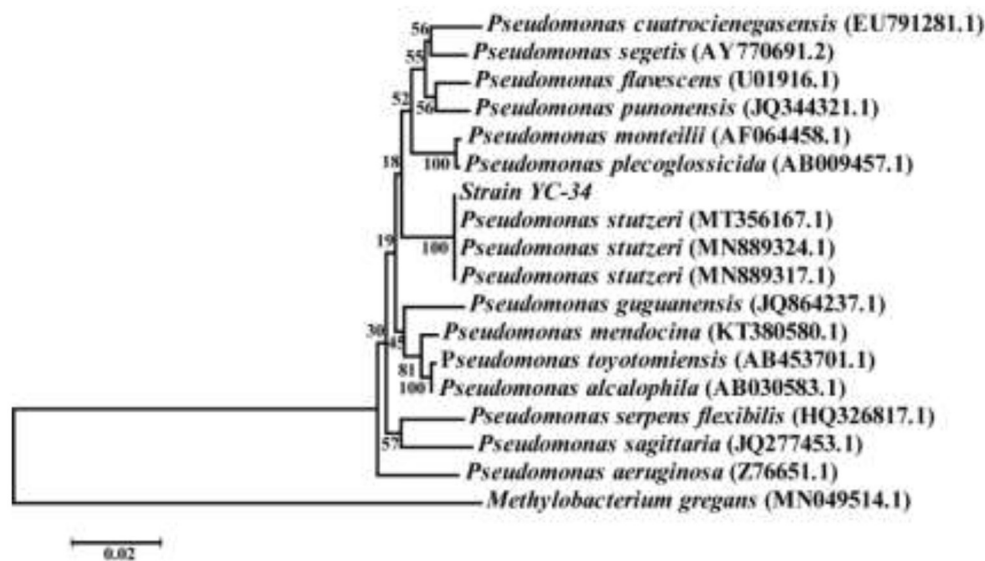 56
Pseudomonas cuatrocienegasensis (EU791281.1)
55
Pseudomonas segetis (AY770691.2)
Pseudomonas flavescens (U01916.1)
52
56
Pseudomonas punonensis (JQ344321.1)
Pseudomonas monteilii (AF064458.1)
18
100
Pseudomonas plecoglossicida (AB009457.1)
Strain YC-34
Pseudomonas stutzeri (MT356167.1)
19
100
Pseudomonas stutzeri (MN889324.1)
Pseudomonas stutzeri (MN889317.1)
Pseudomonas guguanensis (JQ864237.1)
30
45
Pseudomonas mendocina (KT380580.1)
Pseudomonas toyotomiensis (AB453701.1)
81
100
Pseudomonas alcalophila (AB030583.1)
Pseudomonas serpens flexibilis (HQ326817.1)
57
Pseudomonas sagittaria (JQ277453.1)
Pseudomonas aeruginosa (Z76651.1)
Methylobacterium gregans (MN049514.1)
0.02